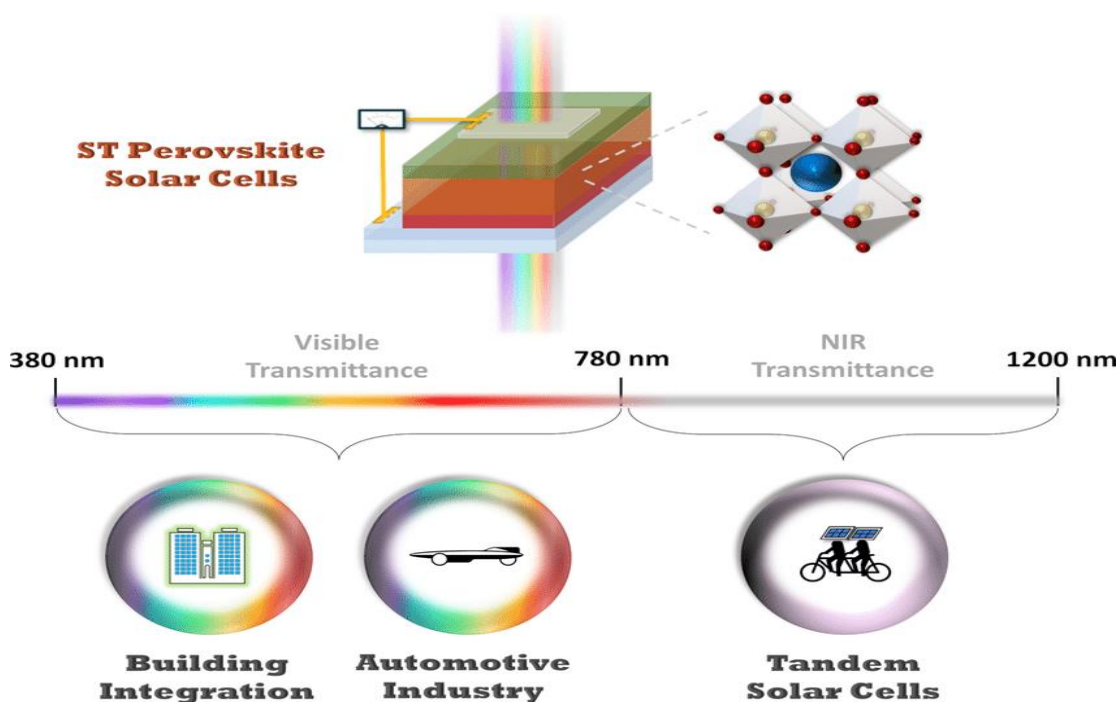 ST Perovskite
Solar Cells
Visible
Transmittance
NIR
Transmittance
380 nm
780 nm
1200 nm
Building
Integration
Automotive
Industry
Tandem
Solar Cells